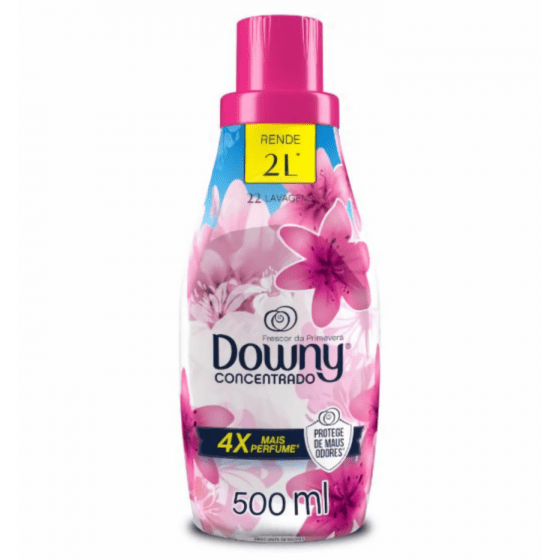 RENDE
2L*
22 LAVAGENS
Frescor da Primavera
Downy
CONCENTRADO
4X MAIS
PERFUME*
PROTEGE
DE MAUS
ODORES*
500 ml